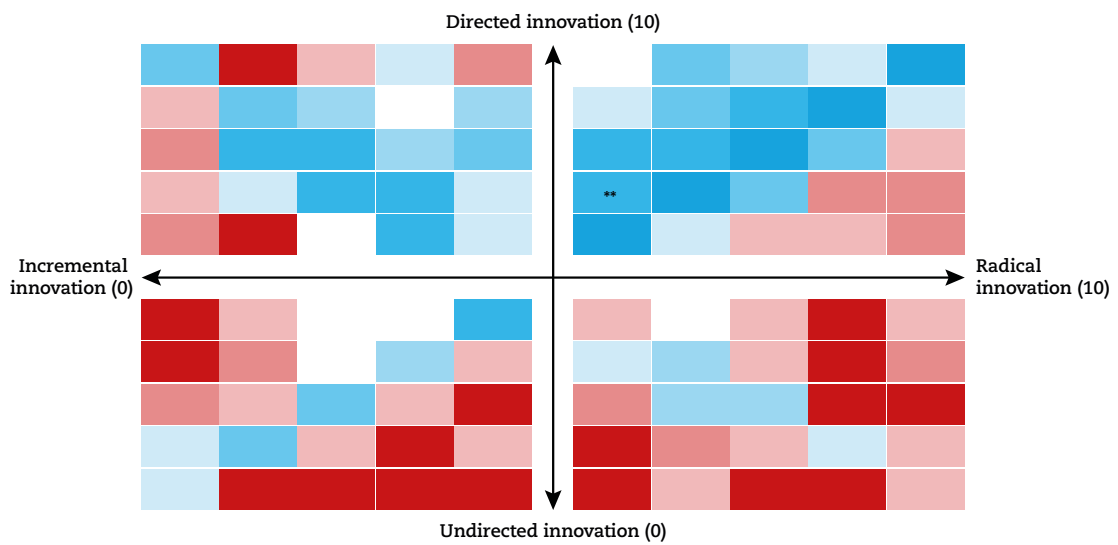 Directed innovation (10)
**
Incremental
innovation (0)
Radical
innovation (10)
Undirected innovation (0)